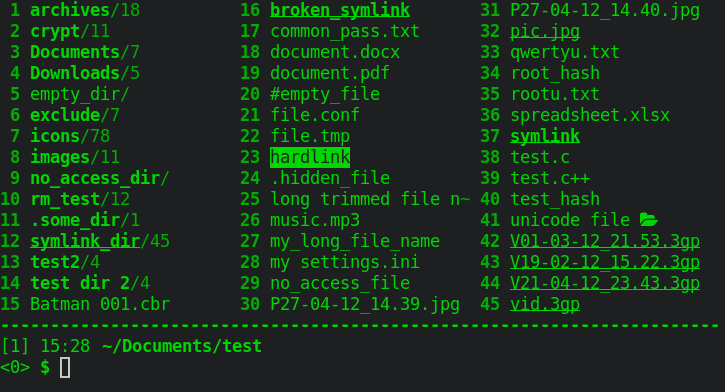 1 archives/18 16 broken_symlink 31 P27-04-12_14.40.jpg
2 crypt/11 17 common_pass.txt 32 pic.jpg
3 Documents/7 18 document.docx 33 qwertyu.txt
4 Downloads/5 19 document.pdf 34 root_hash
5 empty_dir/ 20 #empty_file 35 rootu.txt
6 exclude/7 21 file.conf 36 spreadsheet.xlsx
7 icons/78 22 file.tmp 37 symlink
8 images/11 23 hardlink 38 test.c
9 no_access_dir/ 24 .hidden_file 39 test.c++
10 rm_test/12 25 long trimmed file n~ 40 test_hash
11 .some_dir/1 26 music.mp3 41 unicode file 📂
12 symlink_dir/45 27 my_long_file_name 42 V01-03-12_21.53.3gp
13 test2/4 28 my settings.ini 43 V19-02-12_15.22.3gp
14 test dir 2/4 29 no_access_file 44 V21-04-12_23.43.3gp
15 Batman 001.cbr 30 P27-04-12_14.39.jpg 45 vid.3gp
------------------------------------------------------------------------
[1] 15:28 ~/Documents/test
<0> $